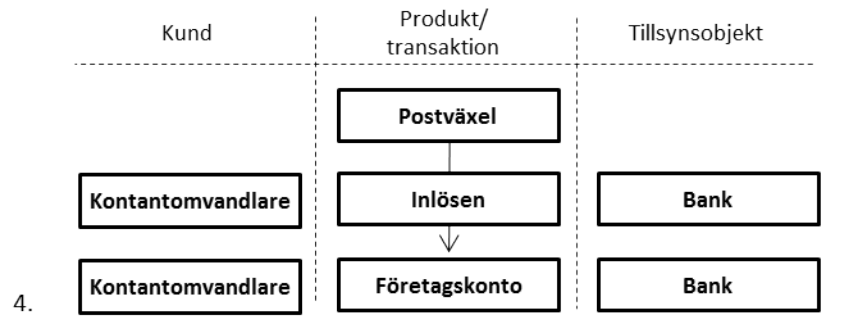 Kund
Produkt/
transaktion
Tillsynsobjekt
Postväxel
Kontantomvandlare
Inlösen
Bank
Kontantomvandlare
Företagskonto
Bank
4.